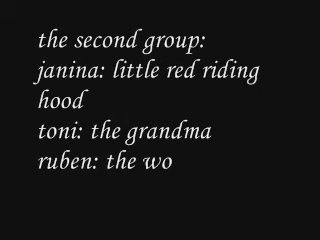 the second group:
janina: little red riding
hood
toni: the grandma
ruben: the wo